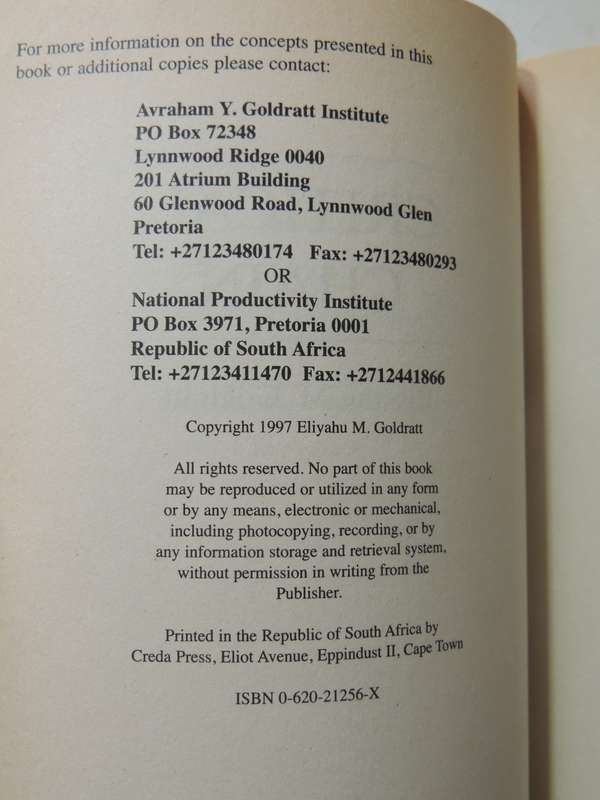 For more information on the concepts presented in this
book or additional copies please contact:
Avraham Y. Goldratt Institute
PO Box 72348
Lynnwood Ridge 0040
201 Atrium Building
60 Glenwood Road, Lynnwood Glen
Pretoria
Tel: +27123480174 Fax: +27123480293
OR
National Productivity Institute
PO Box 3971, Pretoria 0001
Republic of South Africa
Tel: +27123411470 Fax: +2712441866
Copyright 1997 Eliyahu M. Goldratt
All rights reserved. No part of this book
may be reproduced or utilized in any form
or by any means, electronic or mechanical,
including photocopying, recording, or by
any information storage and retrieval system,
without permission in writing from the
Publisher.
Printed in the Republic of South Africa by
Creda Press, Eliot Avenue, Eppindust II, Cape Town
ISBN 0-620-21256-X